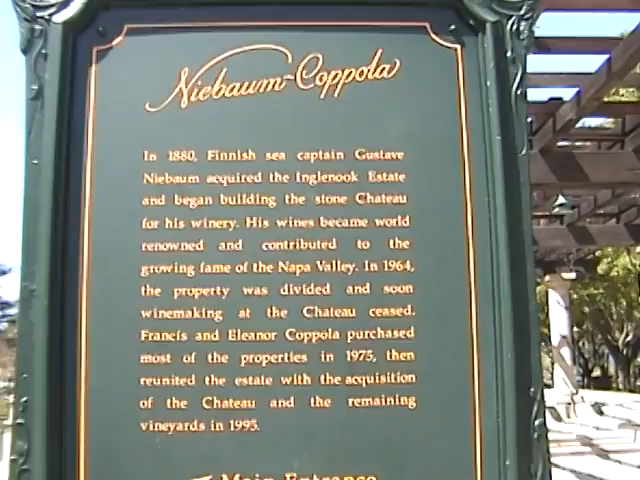 Niebaum-Coppola
In 1880, Finnish sea captain Gustave
Niebaum acquired the Inglenook Estate
and began building the stone Chateau
for his winery. His wines became world
renowned and contributed to the
growing fame of the Napa Valley. In 1964,
the property was divided and soon
winemaking at the Chateau ceased.
Francis and Eleanor Coppola purchased
most of the properties in 1975, then
reunited the estate with the acquisition
of the Chateau and the remaining
vineyards in 1995.
Main Entrance